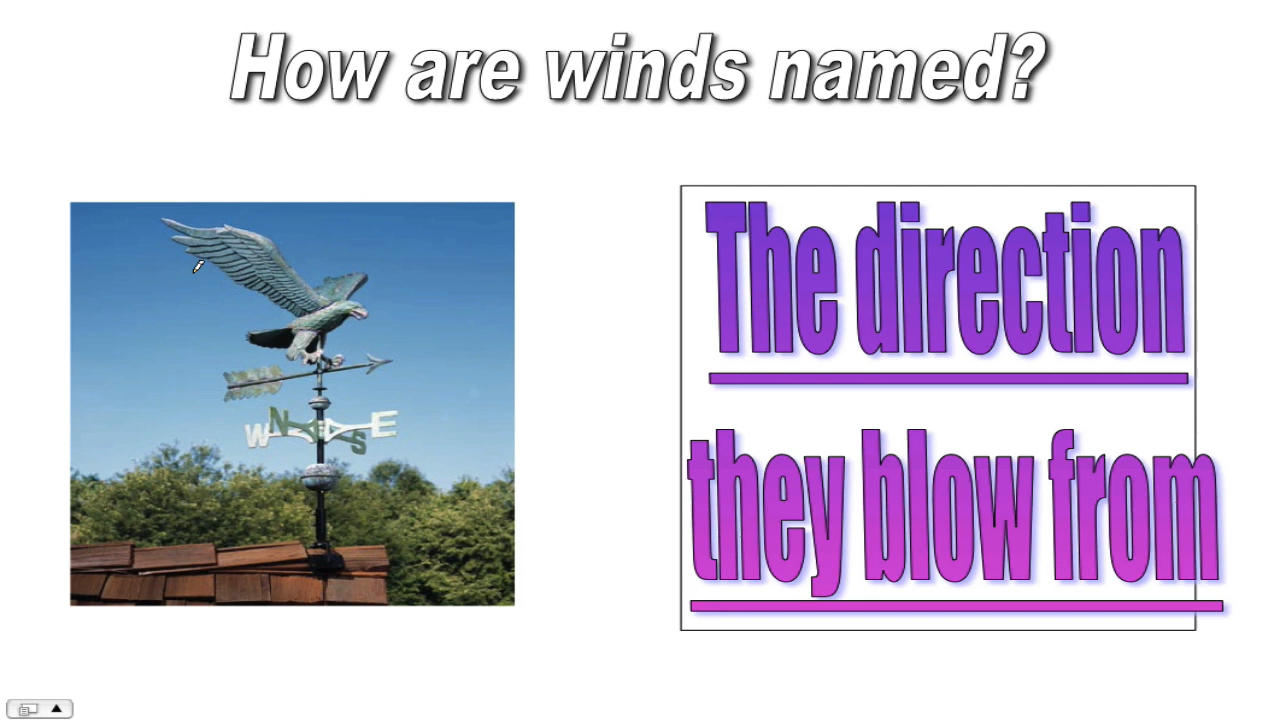 How are winds named?
The direction
they blow from
N
W E
S